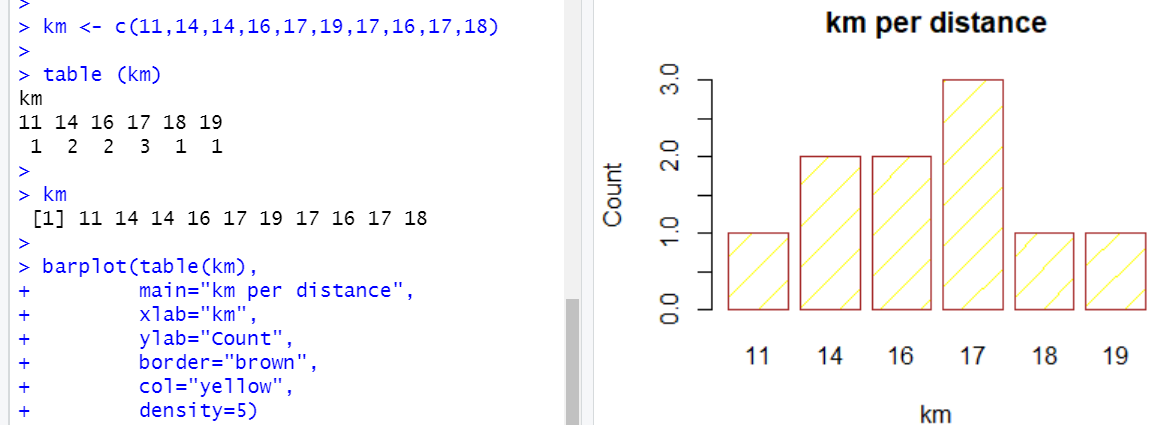 >
> km <- c(11,14,14,16,17,19,17,16,17,18)
>
> table (km)
km
11 14 16 17 18 19
1 2 2 3 1 1
>
> km
[1] 11 14 14 16 17 19 17 16 17 18
>
> barplot(table(km),
+ main="km per distance",
+ xlab="km",
+ ylab="Count",
+ border="brown",
+ col="yellow",
+ density=5)
km per distance
Count
3.0
2.0
1.0
0.0
11 14 16 17 18 19
km